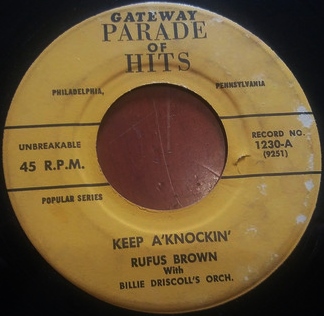 GATEWAY
PARADE
OF
HITS
PHILADELPHIA, PENNSYLVANIA
UNBREAKABLE
45 R.P.M.
RECORD NO.
1230-A
(9251)
POPULAR SERIES
KEEP A'KNOCKIN'
RUFUS BROWN
With
BILLIE DRISCOLL'S ORCH.